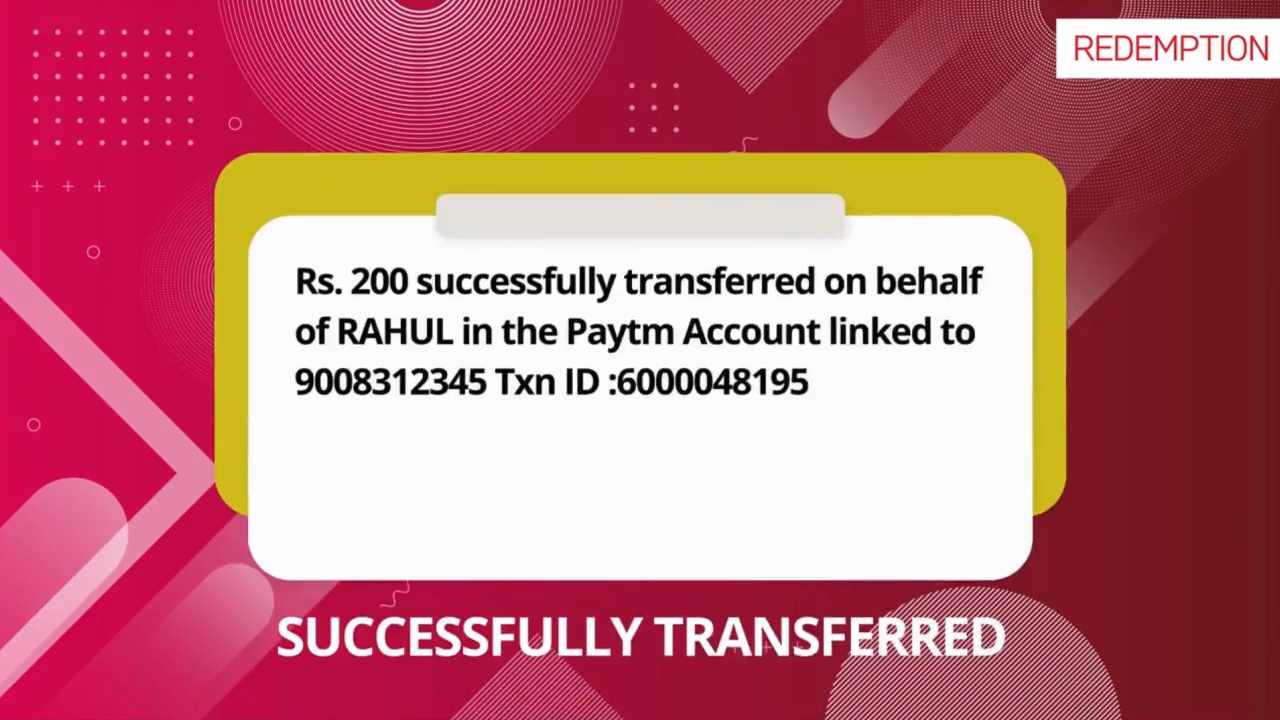 REDEMPTION
Rs. 200 successfully transferred on behalf
of RAHUL in the Paytm Account linked to
9008312345 Txn ID :6000048195
SUCCESSFULLY TRANSFERRED